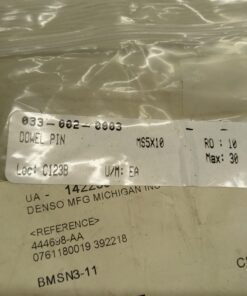 033-002-0003 - -
DOWEL PIN MS5X10 RO : 10
Max: 30
Loc: C123B U/M: EA
UA -
DENSO MFG MICHIGAN INC
<REFERENCE>
444698-AA
0761180019 392218
BMSN3-11